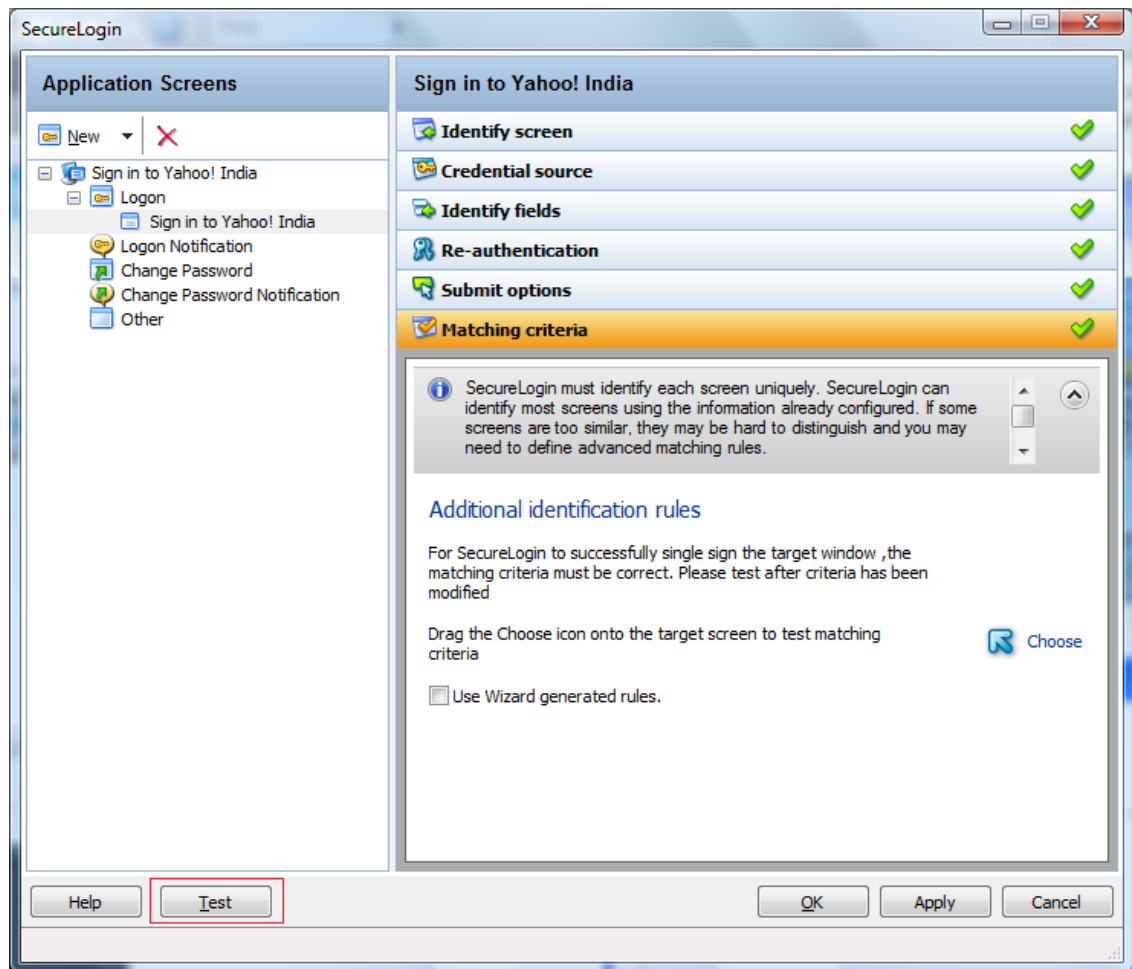 SecureLogin
Application Screens
New
Sign in to Yahoo! India
Logon
Sign in to Yahoo! India
Logon Notification
Change Password
Change Password Notification
Other
Sign in to Yahoo! India
Identify screen
Credential source
Identify fields
Re-authentication
Submit options
Matching criteria
SecureLogin must identify each screen uniquely. SecureLogin can
identify most screens using the information already configured. If some
screens are too similar, they may be hard to distinguish and you may
need to define advanced matching rules.
Additional identification rules
For SecureLogin to successfully single sign the target window ,the
matching criteria must be correct. Please test after criteria has been
modified
Drag the Choose icon onto the target screen to test matching
criteria
Choose
Use Wizard generated rules.
Help
Test
OK
Apply
Cancel